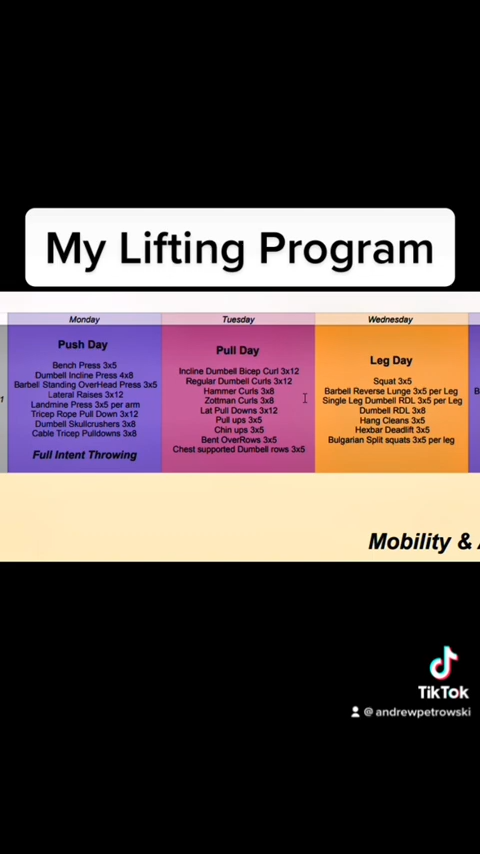 My Lifting Program
Monday
Push Day
Bench Press 3x5
Dumbell Incline Press 4x8
Barbell Standing OverHead Press 3x5
Lateral Raises 3x12
Landmine Press 3x5 per arm
Tricep Rope Pull Down 3x12
Dumbell Skullcrushers 3x8
Cable Tricep Pulldowns 3x8
Full Intent Throwing
Tuesday
Pull Day
Incline Dumbell Bicep Curl 3x12
Regular Dumbell Curls 3x12
Hammer Curls 3x8
Zottman Curls 3x8
Lat Pull Downs 3x12
Pull ups 3x5
Chin ups 3x5
Bent OverRows 3x5
Chest supported Dumbell rows 3x5
Wednesday
Leg Day
Squat 3x5
Barbell Reverse Lunge 3x5 per Leg
Single Leg Dumbell RDL 3x5 per Leg
Dumbell RDL 3x8
Hang Cleans 3x5
Hexbar Deadlift 3x5
Bulgarian Split squats 3x5 per leg
Mobility &
TikTok
@andrewpetrowski